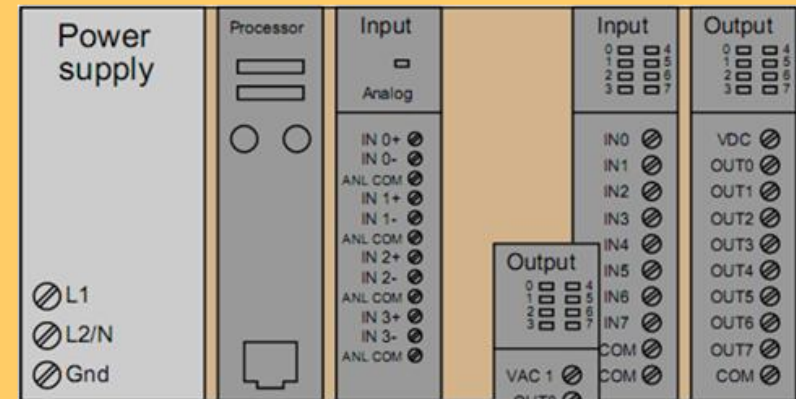 Power
supply
L1
L2/N
Gnd
Processor
Input
Analog
IN 0+
IN 0-
ANL COM
IN 1+
IN 1-
ANL COM
IN 2+
IN 2-
ANL COM
IN 3+
IN 3-
ANL COM
Output
0 4
1 5
2 6
3 7
VAC 1
Input
0 4
1 5
2 6
3 7
IN0
IN1
IN2
IN3
IN4
IN5
IN6
IN7
COM
COM
Output
0 4
1 5
2 6
3 7
VDC
OUT0
OUT1
OUT2
OUT3
OUT4
OUT5
OUT6
OUT7
COM